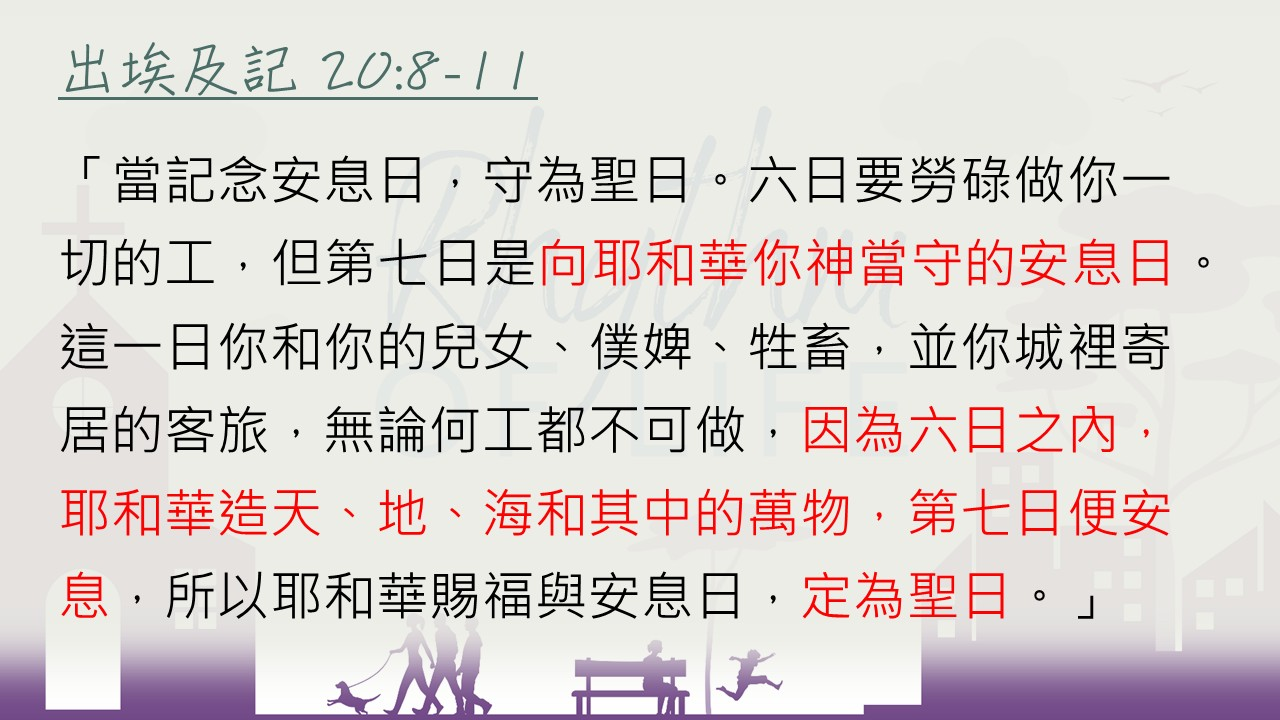 出埃及記 20:8-11
「當記念安息日，守為聖日。六日要勞碌做你一
切的工，但第七日是向耶和華你神當守的安息日。
這一日你和你的兒女、僕婢、牲畜，並你城裡寄
居的客旅，無論何工都不可做，因為六日之內，
耶和華造天、地、海和其中的萬物，第七日便安
息，所以耶和華賜福與安息日，定為聖日。」
Rhythm
OF LIFE